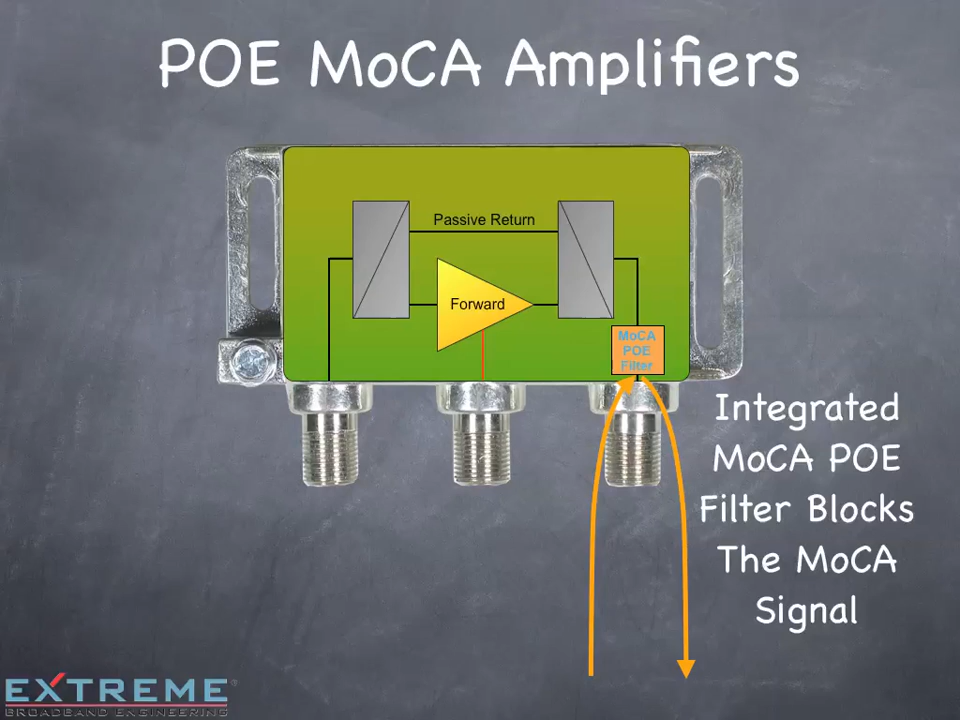 POE MoCA Amplifiers
Passive Return
Forward
MoCA
POE
Filter
Integrated
MoCA POE
Filter Blocks
The MoCA
Signal
EXTREME
BROADBAND ENGINEERING